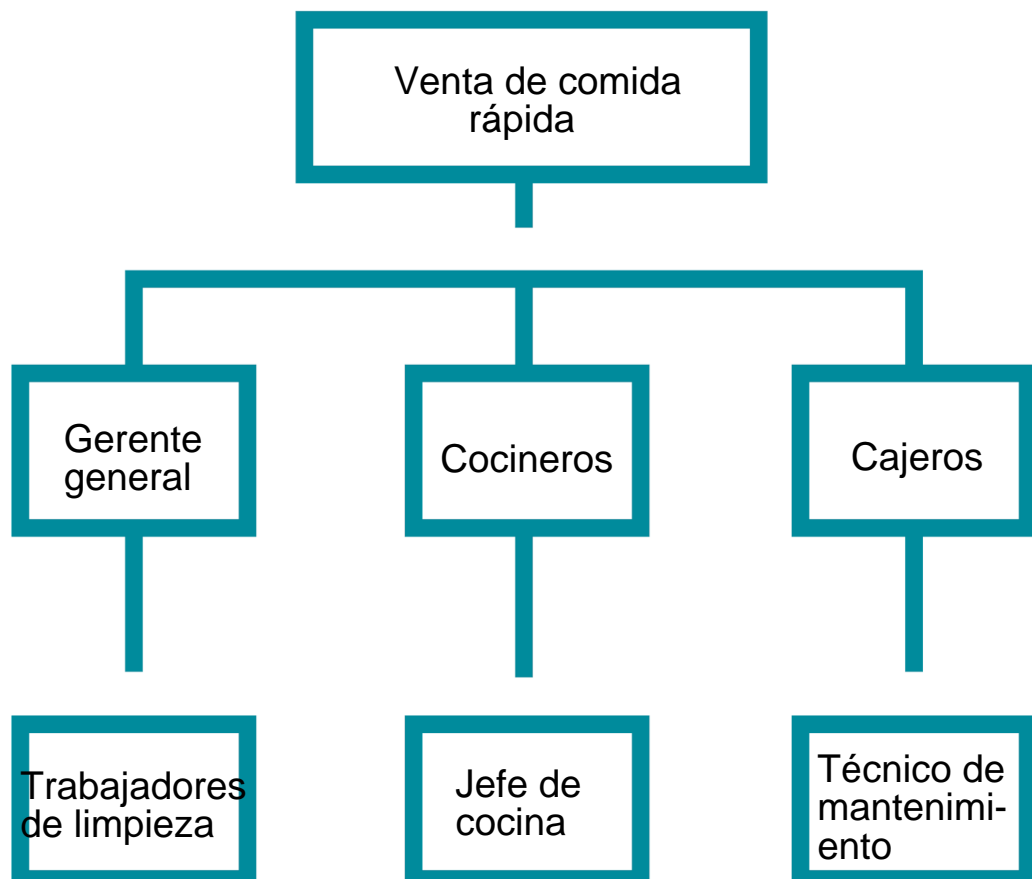 Venta de comida
rápida
Gerente
general
Cocineros
Cajeros
Trabajadores
de limpieza
Jefe de
cocina
Técnico de
mantenimi-
ento